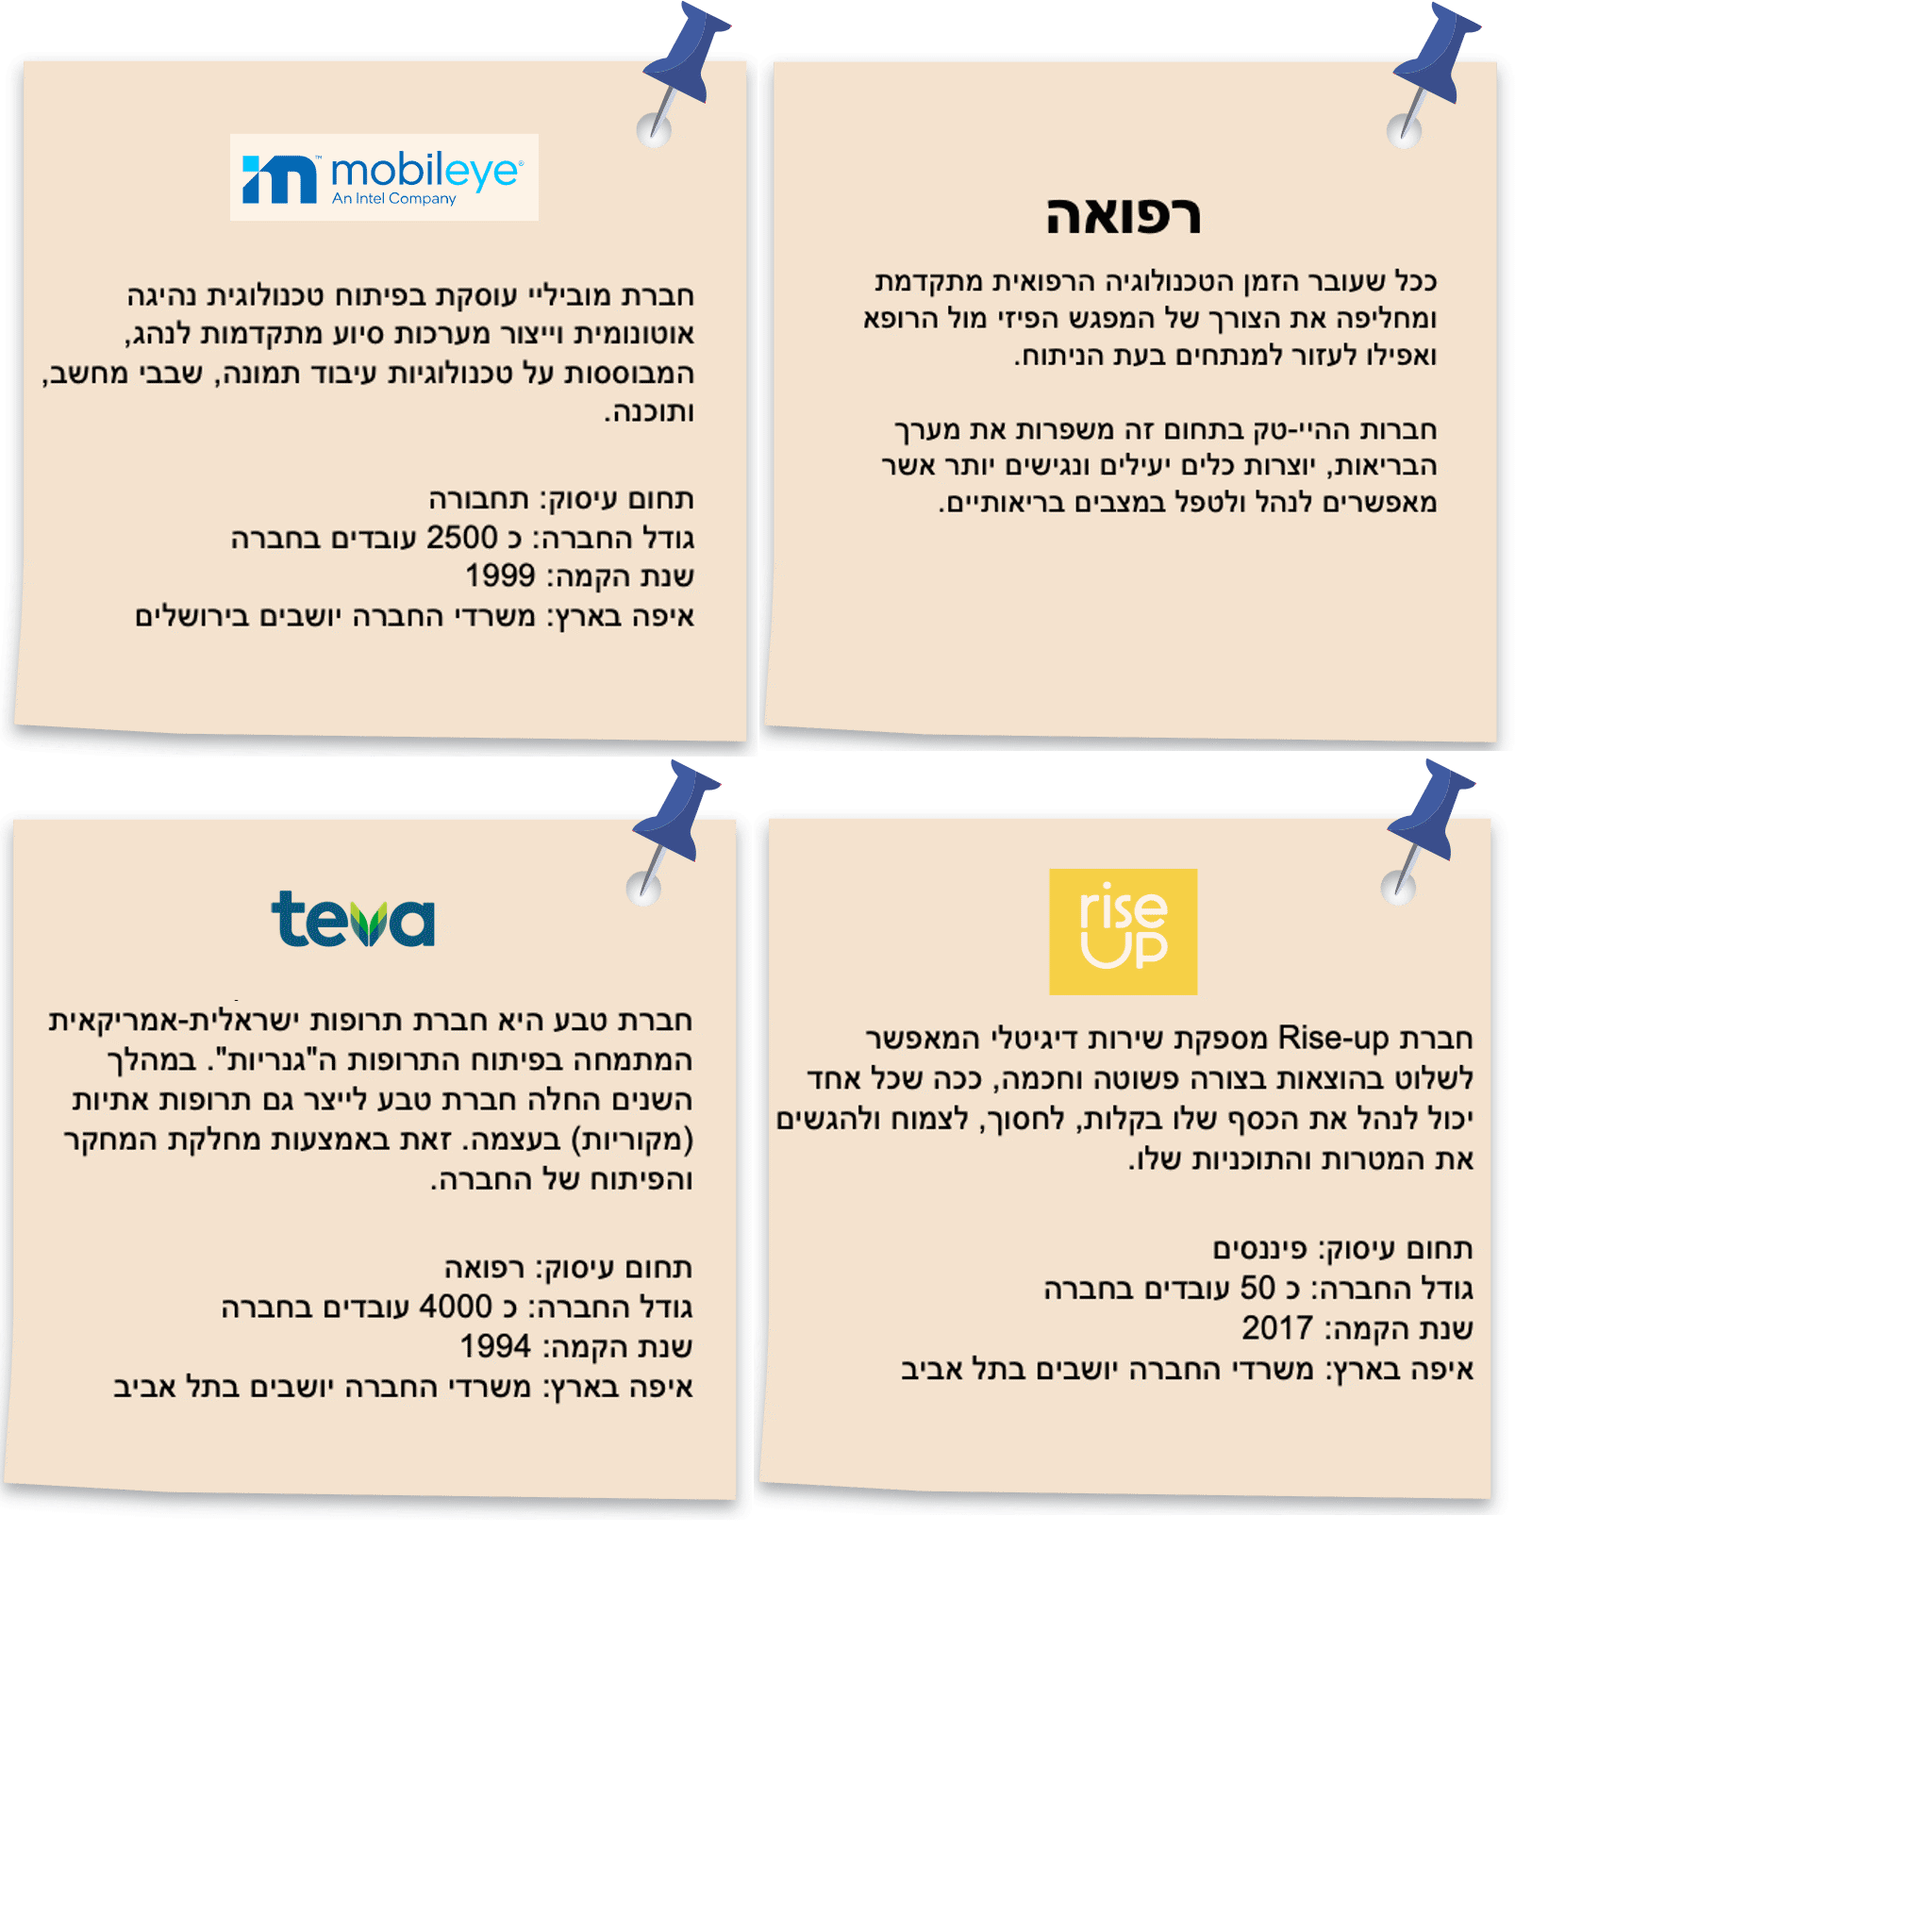 רפואה
ככל שעובר הזמן הטכנולוגיה הרפואית מתקדמת
ומחליפה את הצורך של המפגש הפיזי מול הרופא
ואפילו לעזור למנתחים בעת הניתוח.
חברות ההיי-טק בתחום זה משפרות את מערך
הבריאות, יוצרות כלים יעילים ונגישים יותר אשר
מאפשרים לנהל ולטפל במצבים בריאותיים.
mobileye
An Intel Company
חברת מוביליי עוסקת בפיתוח טכנולוגית נהיגה
אוטונומית וייצור מערכות סיוע מתקדמות לנהג,
המבוססות על טכנולוגיות עיבוד תמונה, שבבי מחשב,
ותוכנה.
תחום עיסוק: תחבורה
גודל החברה: כ 2500 עובדים בחברה
שנת הקמה: 1999
איפה בארץ: משרדי החברה יושבים בירושלים
rise
UP
חברת Rise-up מספקת שירות דיגיטלי המאפשר
לשלוט בהוצאות בצורה פשוטה וחכמה, ככה שכל אחד
יכול לנהל את הכסף שלו בקלות, לחסוך, לצמוח ולהגשים
את המטרות והתוכניות שלו.
תחום עיסוק: פיננסים
גודל החברה: כ 50 עובדים בחברה
שנת הקמה: 2017
איפה בארץ: משרדי החברה יושבים בתל אביב
teva
חברת טבע היא חברת תרופות ישראלית-אמריקאית
המתמחה בפיתוח התרופות ה"גנריות". במהלך
השנים החלה חברת טבע לייצר גם תרופות אתיות
(מקוריות) בעצמה. זאת באמצעות מחלקת המחקר
והפיתוח של החברה.
תחום עיסוק: רפואה
גודל החברה: כ 4000 עובדים בחברה
שנת הקמה: 1994
איפה בארץ: משרדי החברה יושבים בתל אביב